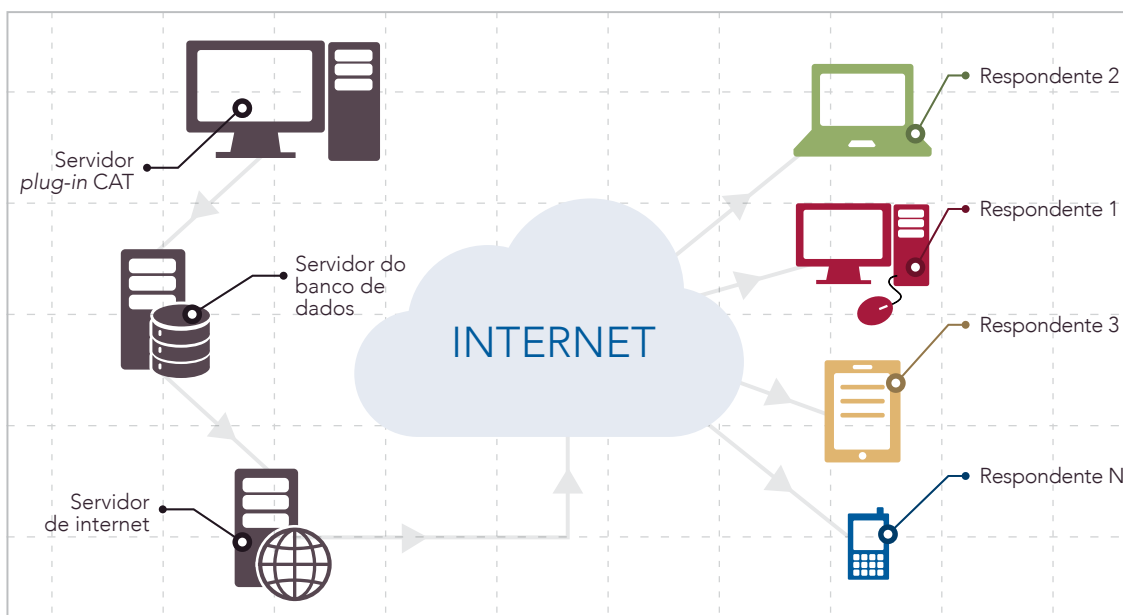 Servidor
plug-in CAT
Servidor do
banco de
dados
Servidor
de internet
INTERNET
Respondente 2
Respondente 1
Respondente 3
Respondente N